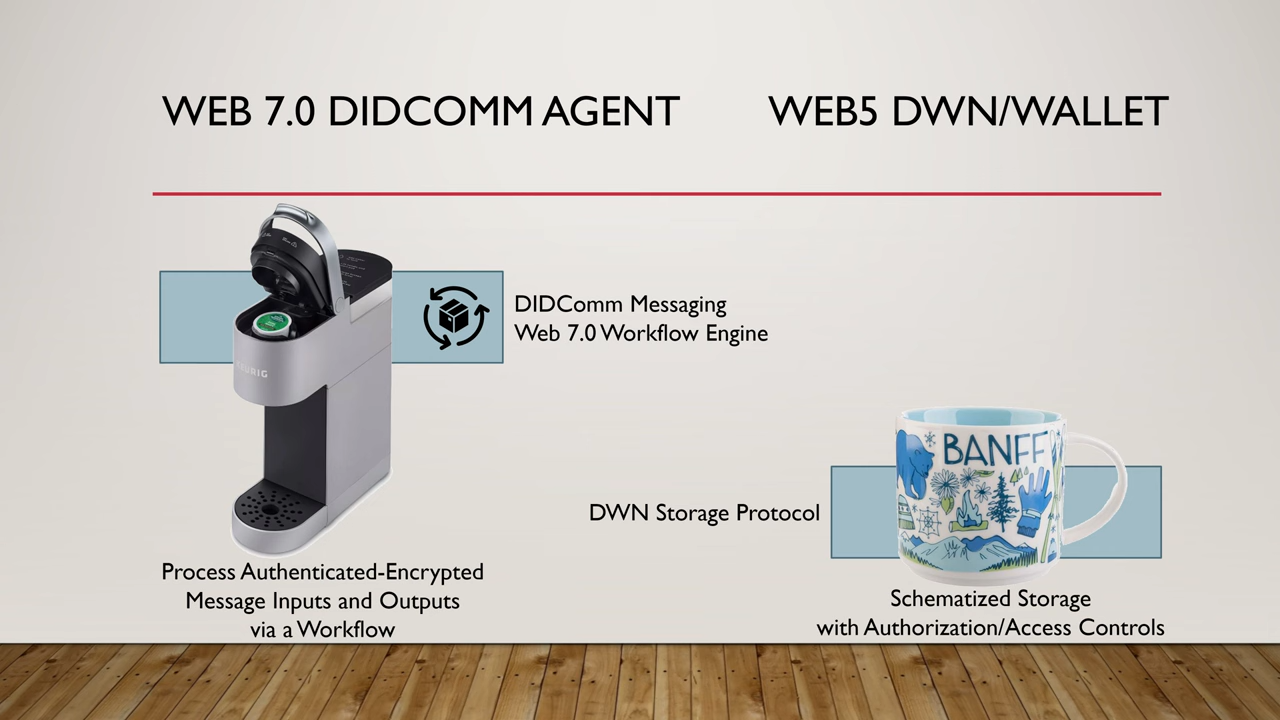 WEB 7.0 DIDCOMM AGENT
WEB5 DWN/WALLET
DIDComm Messaging
Web 7.0 Workflow Engine
BANFF
DWN Storage Protocol
Process Authenticated-Encrypted
Message Inputs and Outputs
via a Workflow
Schematized Storage
with Authorization/Access Controls